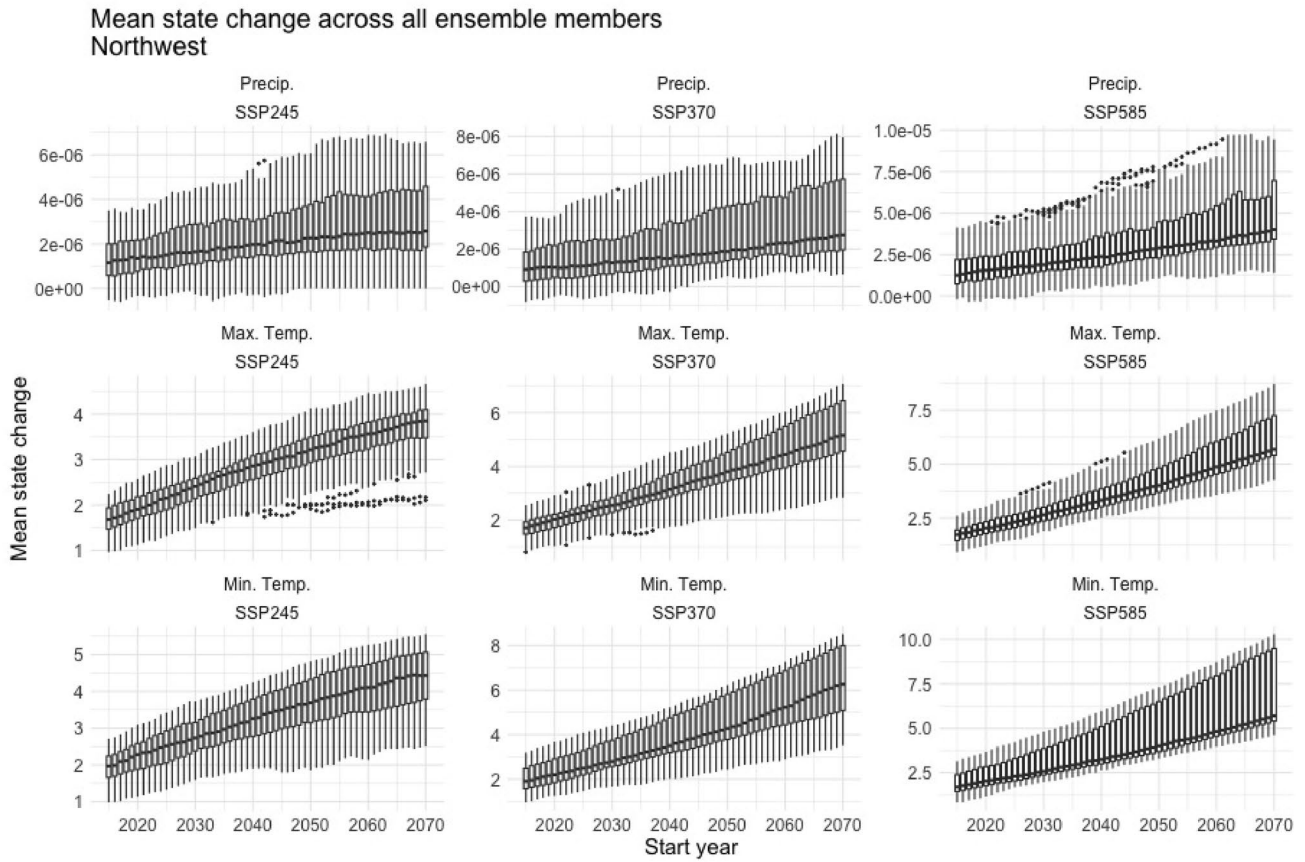 Mean state change across all ensemble members
Northwest
Precip. Precip. Precip.
SSP245 SSP370 SSP585
6e-06
4e-06
2e-06
0e+00
8e-06
6e-06
4e-06
2e-06
0e+00
1.0e-05
7.5e-06
5.0e-06
2.5e-06
0.0e+00
Max. Temp. Max. Temp. Max. Temp.
SSP245 SSP370 SSP585
Mean state change
4
3
2
1
6
4
2
7.5
5.0
2.5
Min. Temp. Min. Temp. Min. Temp.
SSP245 SSP370 SSP585
5
4
3
2
1
8
6
4
2
10.0
7.5
5.0
2.5
2020 2030 2040 2050 2060 2070 2020 2030 2040 2050 2060 2070 2020 2030 2040 2050 2060 2070
Start year